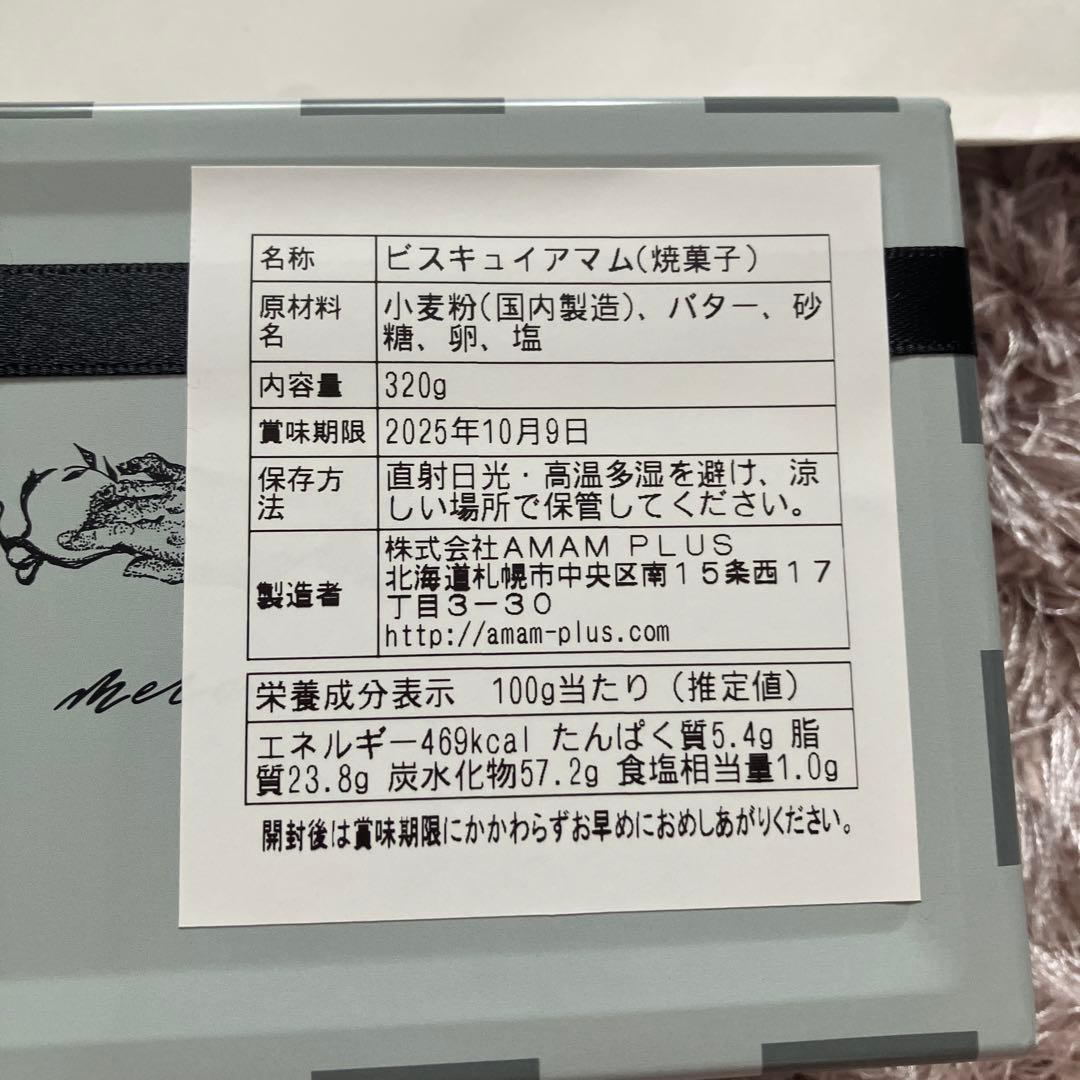 名称 ビスキュイアマム(焼菓子)
原材料名 小麦粉(国内製造)、バター、砂
糖、卵、塩
内容量 320g
賞味期限 2025年10月9日
保存方法 直射日光・高温多湿を避け、涼
しい場所で保管してください。
製造者 株式会社AMAM PLUS
北海道札幌市中央区南15条西17
丁目3-30
http://amam-plus.com
栄養成分表示 100g当たり(推定値)
エネルギー469kcal たんぱく質5.4g 脂
質23.8g 炭水化物57.2g 食塩相当量1.0g
開封後は賞味期限にかかわらずお早めにおめしあがりください。